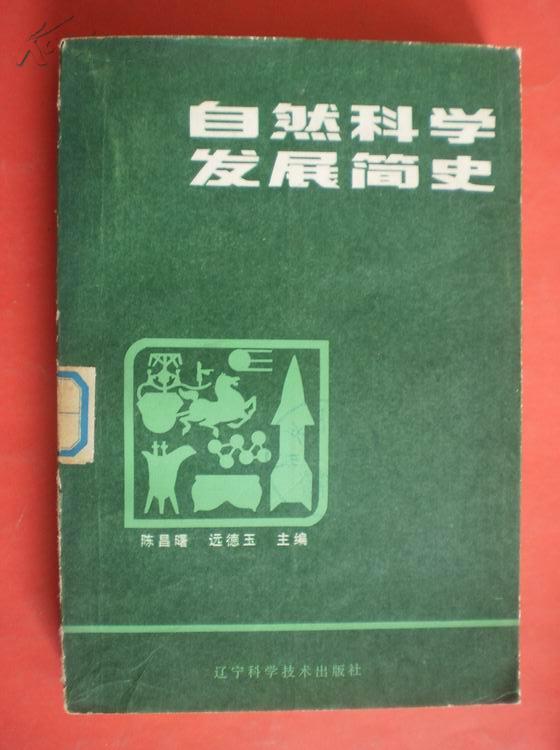 自然科学
发展简史
陈昌曙 远德玉 主编
辽宁科学技术出版社